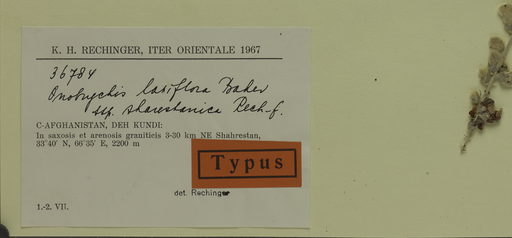 K. H. RECHINGER, ITER ORIENTALE 1967
36784
Onobrychis laxiflora Baker
ssp. sharestanica Rech. f.
C-AFGHANISTAN, DEH KUNDI:
In saxosis et arenosis graniticis 3-30 km NE Shahrestan,
33°40' N, 66°35' E, 2200 m
Typus
det. Rechinger
1.-2. VII.